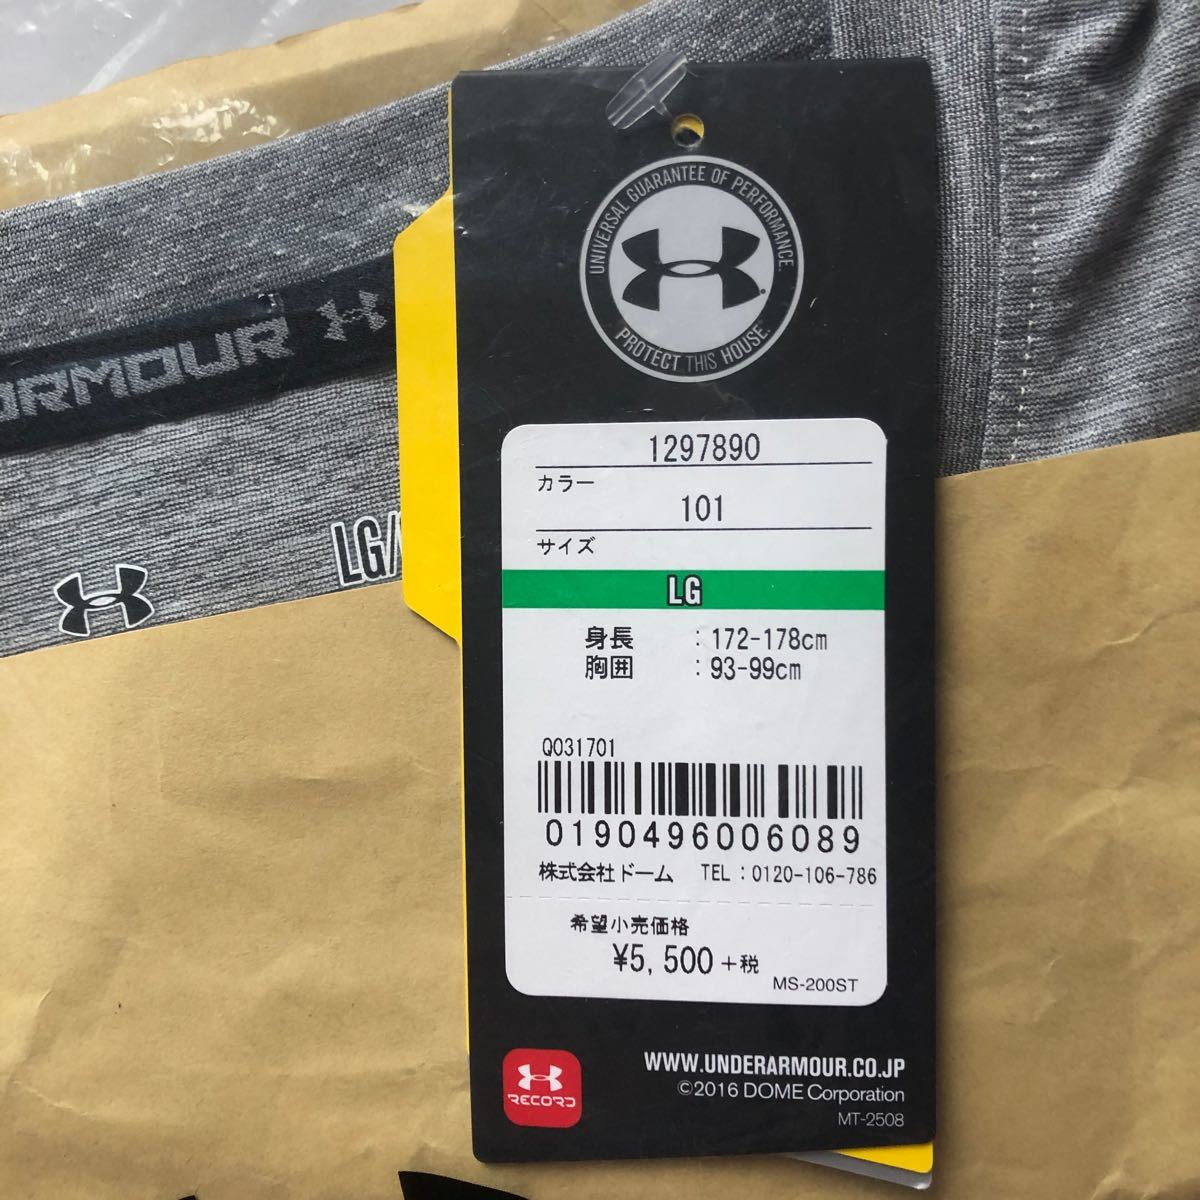 UNIVERSAL GUARANTEE OF PERFORMANCE.
PROTECT THIS HOUSE.
ARMOUR
LG/
1297890
カラー
101
サイズ
LG
身長 : 172-178cm
胸囲 : 93-99cm
Q031701
0190496006089
株式会社ドーム TEL : 0120-106-786
希望小売価格
¥5,500+税
MS-200ST
RECORD
WWW.UNDERARMOUR.CO.JP
©2016 DOME Corporation
MT-2508